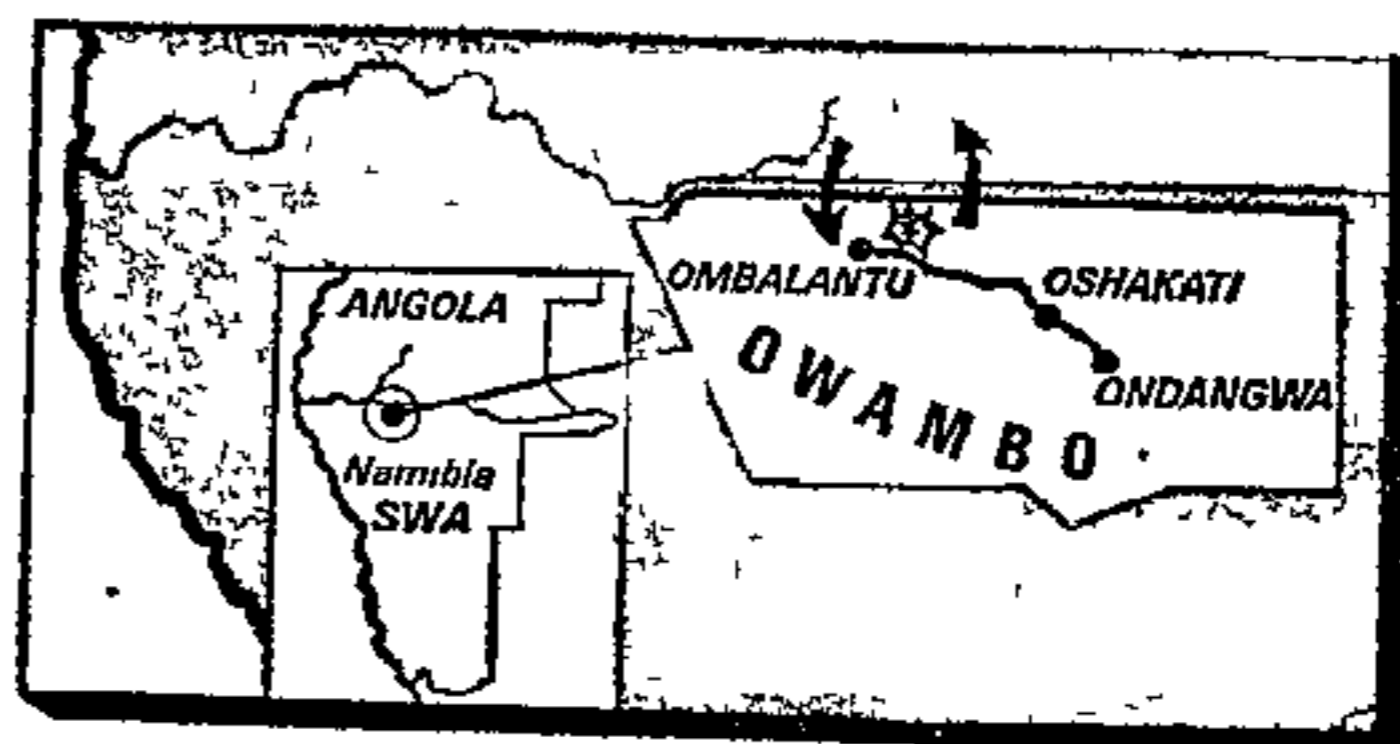 ANGOLA
Namibia
SWA
OMBALANTU
OSHAKATI
ONDANGWA
OWAMBO